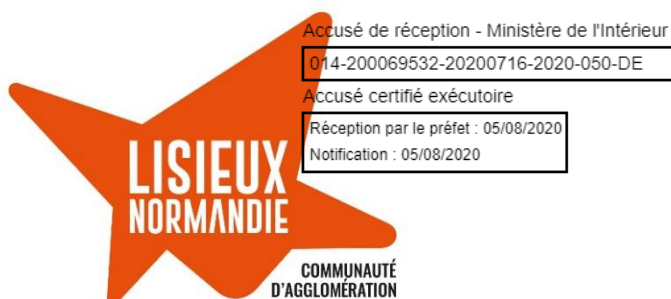 Accusé de réception - Ministère de l'Intérieur
014-200069532-20200716-2020-050-DE
Accusé certifié exécutoire
Réception par le préfet : 05/08/2020
Notification : 05/08/2020
LISIEUX
NORMANDIE
COMMUNAUTÉ
D'AGGLOMÉRATION